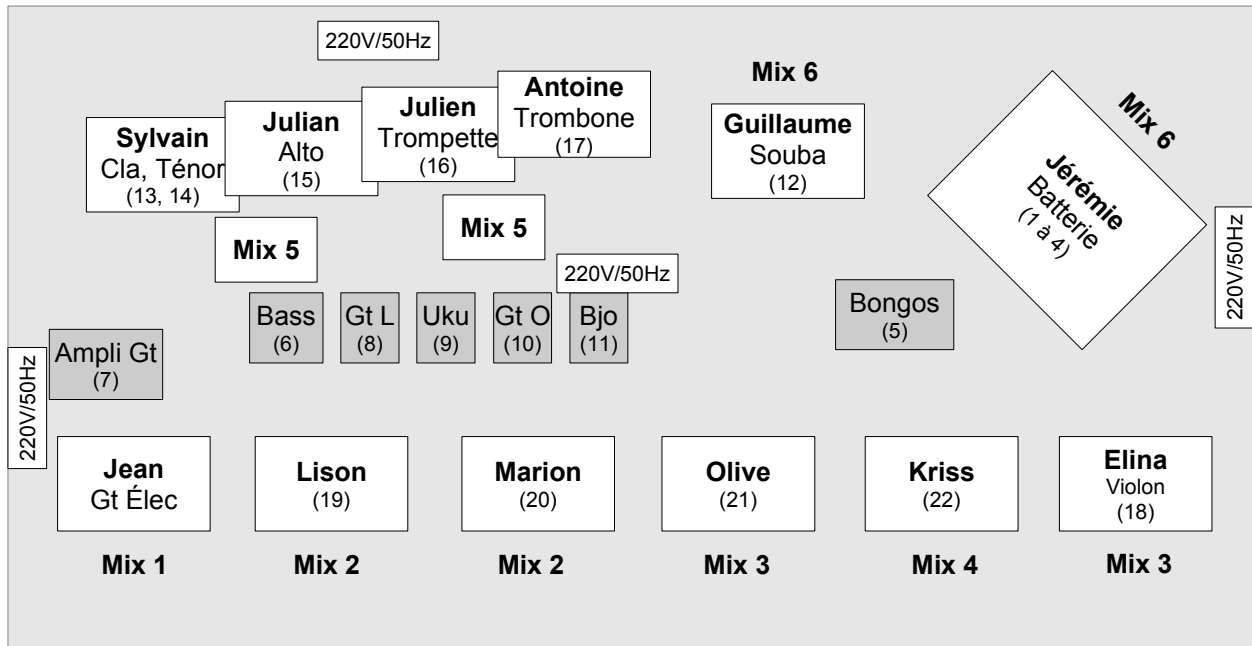 220V/50Hz
Sylvain
Cla, Ténor
(13, 14)
Julian
Alto
(15)
Julien
Trompette
(16)
Antoine
Trombone
(17)
Mix 6
Guillaume
Souba
(12)
Mix 6
Jérémie
Batterie
(1 à 4)
220V/50Hz
Mix 5
Mix 5
220V/50Hz
Bass
(6)
Gt L
(8)
Uku
(9)
Gt O
(10)
Bjo
(11)
Bongos
(5)
Ampli Gt
(7)
220V/50Hz
Jean
Gt Élec
Lison
(19)
Marion
(20)
Olive
(21)
Kriss
(22)
Elina
Violon
(18)
Mix 1
Mix 2
Mix 2
Mix 3
Mix 4
Mix 3